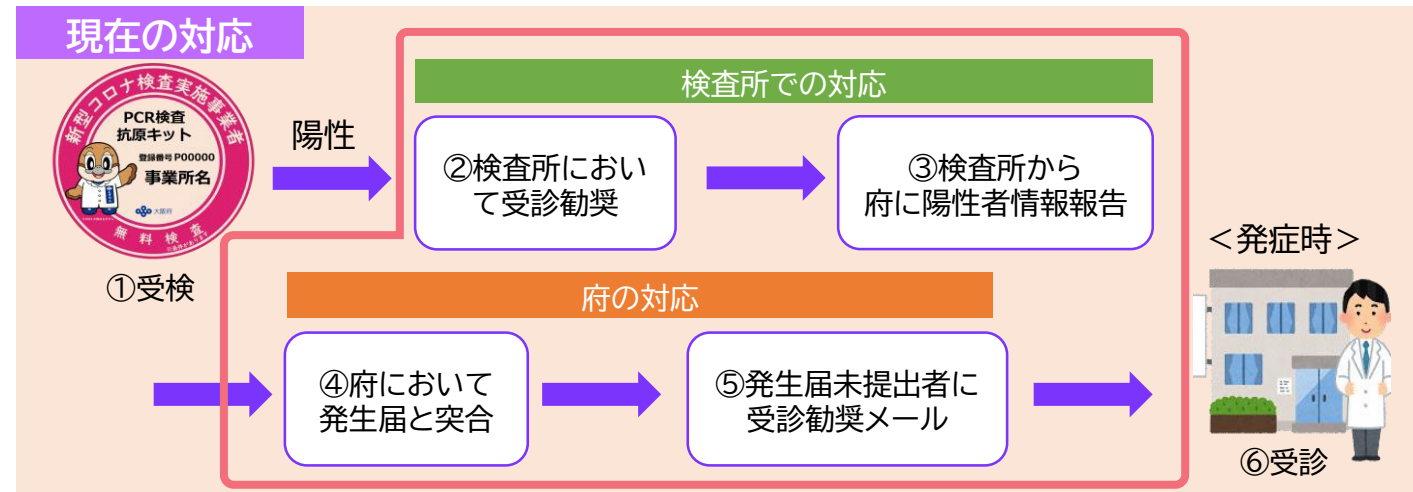 現在の対応
新型コロナ検査実施事業者
PCR検査
抗原キット
登録番号 P00000
事業所名
大阪府
無料検査
①受検
陽性
検査所での対応
②検査所におい
て受診勧奨
③検査所から
府に陽性者情報報告
府の対応
④府において
発生届と突合
⑤発生届未提出者に
受診勧奨メール
＜発症時＞
⑥受診